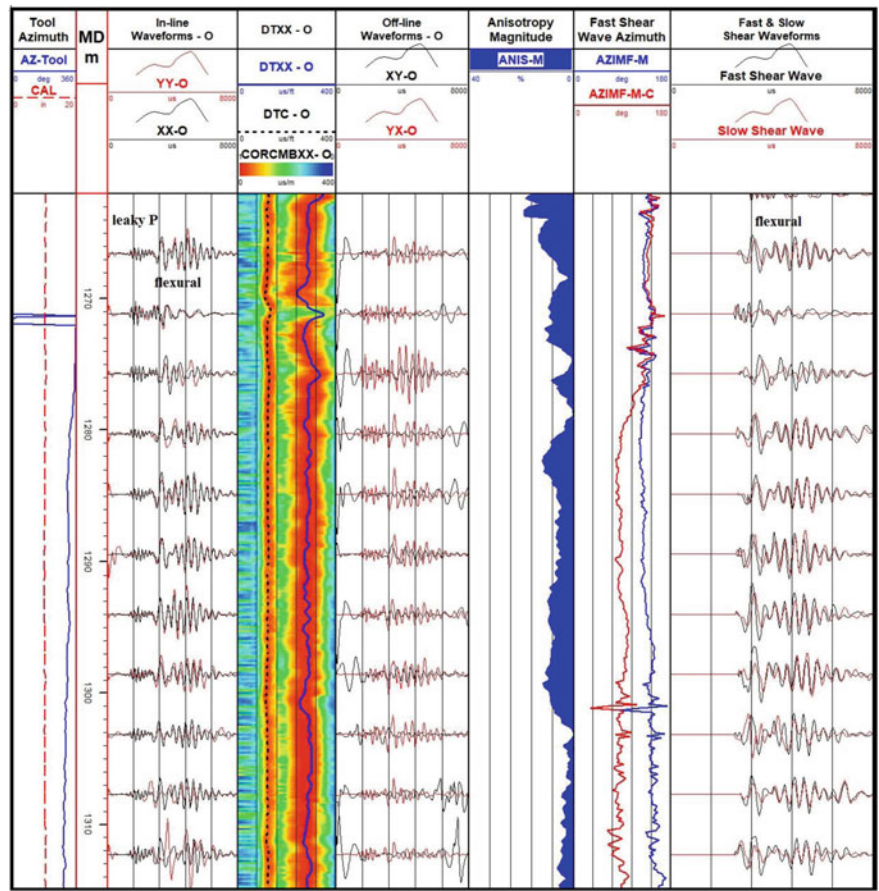 Tool
Azimuth
AZ-Tool
0 deg 360
CAL
0 in 20
MD
m
In-line
Waveforms - O
YY-O
0 us 8000
XX-O
0 us 8000
DTXX - O
DTXX - O
0 us/ft 400
DTC - O
0 us/ft 400
CORCMBXX - O
0 us/m 400
Off-line
Waveforms - O
XY-O
0 us 8000
YX-O
0 us 8000
Anisotropy
Magnitude
ANIS-M
40 % 0
Fast Shear
Wave Azimuth
AZIMF-M
0 deg 180
AZIMF-M-C
0 deg 180
Fast & Slow
Shear Waveforms
Fast Shear Wave
0 us 8000
Slow Shear Wave
0 us 8000
leaky P
flexural
flexural
1270
1280
1290
1300
1310